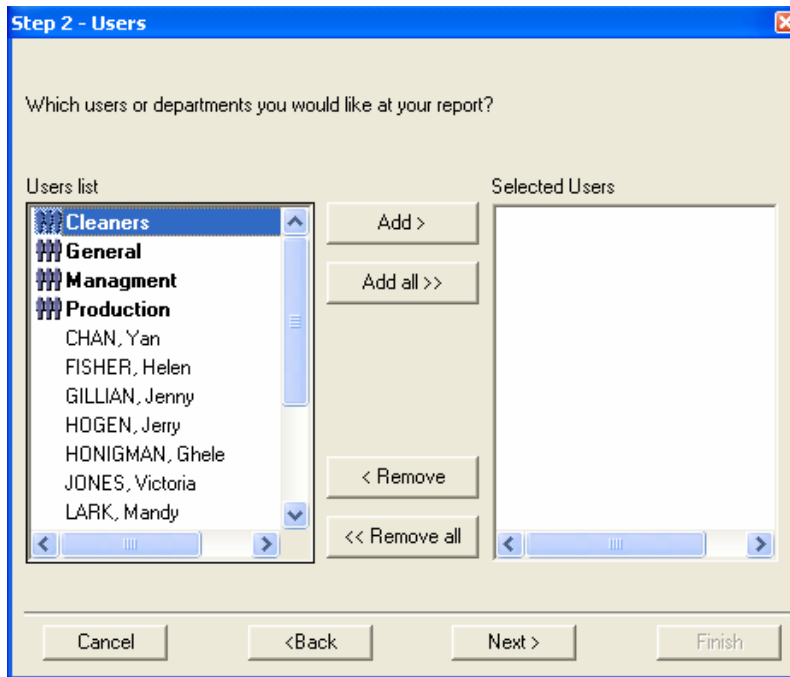 Step 2 - Users
Which users or departments you would like at your report?
Users list
Selected Users
Cleaners
General
Managment
Production
CHAN, Yan
FISHER, Helen
GILLIAN, Jenny
HOGEN, Jerry
HONIGMAN, Ghele
JONES, Victoria
LARK, Mandy
Add >
Add all >>
< Remove
<< Remove all
Cancel
<Back
Next >
Finish